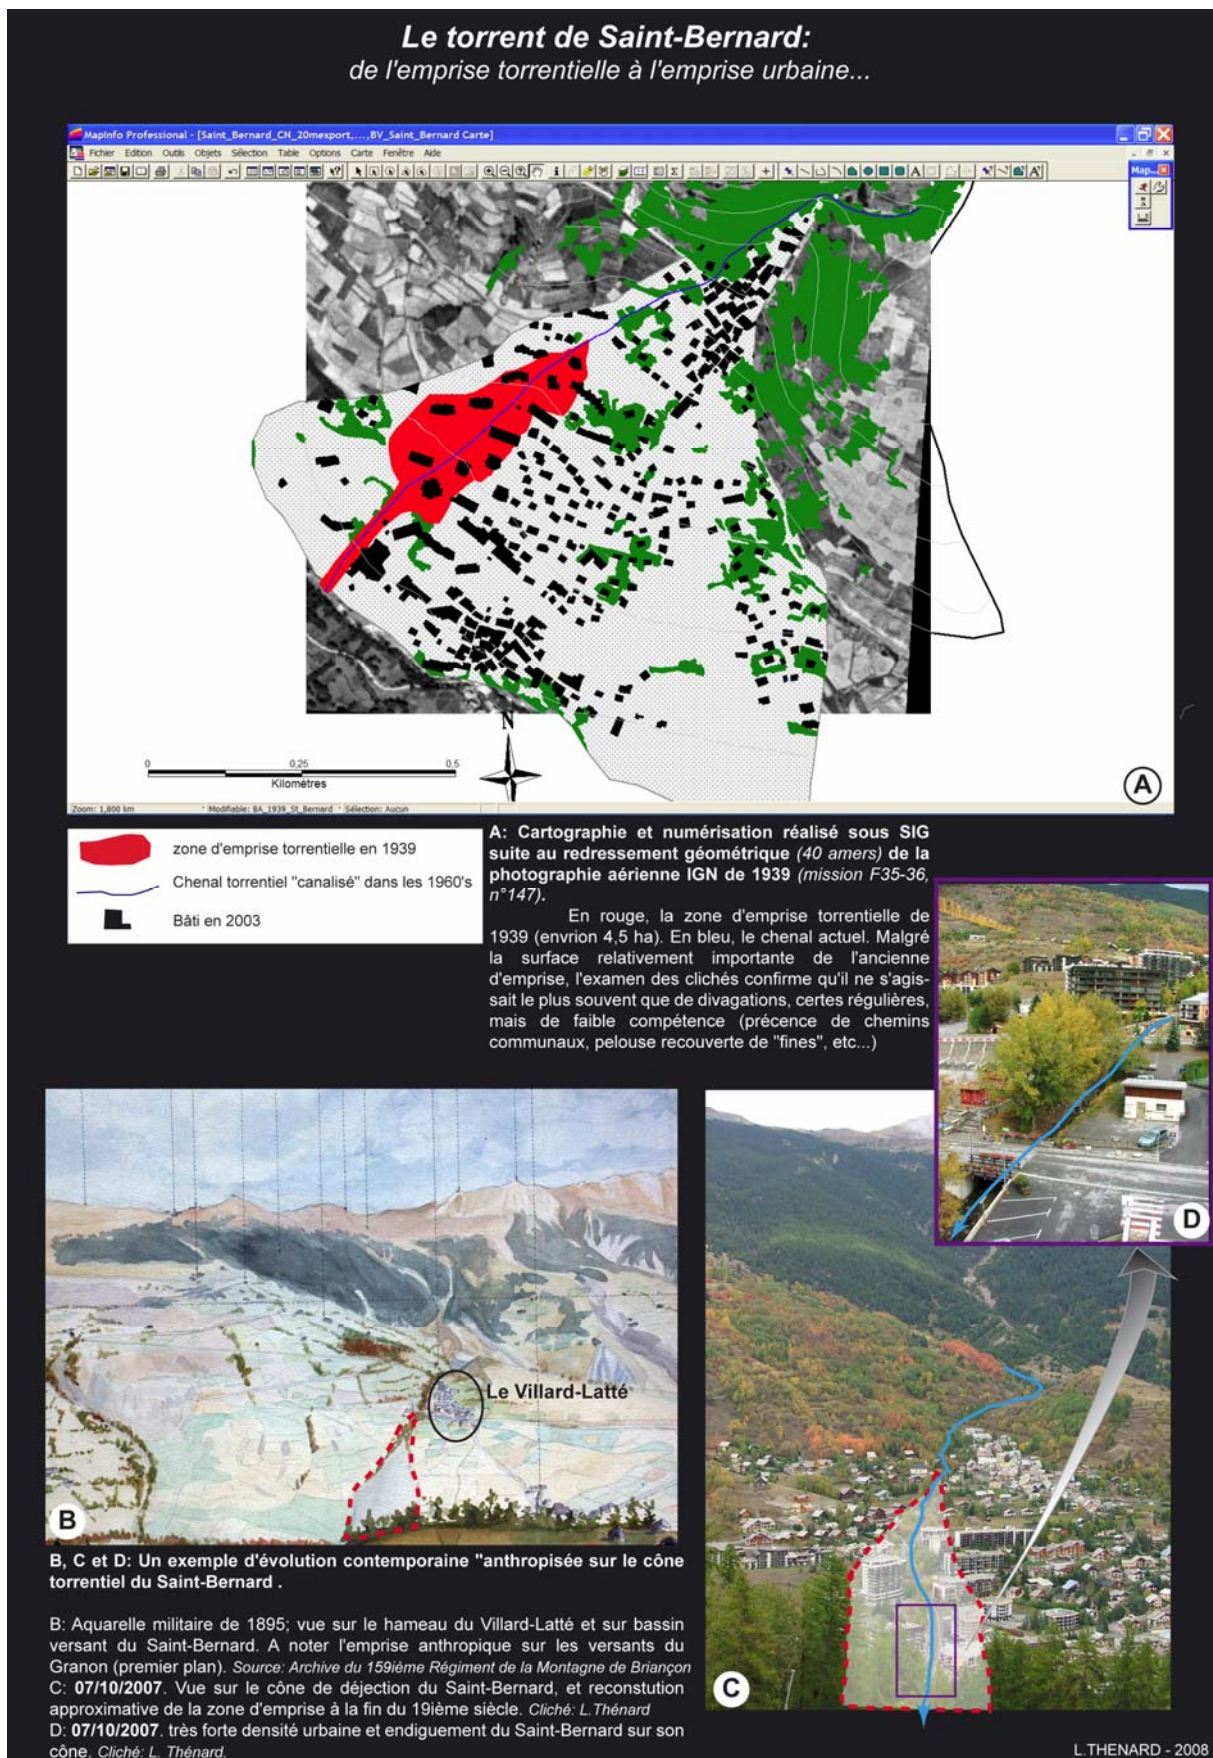 Le torrent de Saint-Bernard:
de l'emprise torrentielle à l'emprise urbaine...
MapInfo Professional - [Saint_Bernard_CN_20mexport,...,BV_Saint_Bernard Carte]
Fichier Edition Outils Objets Sélection Table Options Carte Fenêtre Aide
Map...
N
0 0,25 0,5
Kilomètres
A
Zoom: 1,800 km Modifiable: BA_1939_St_Bernard Sélection: Aucun
zone d'emprise torrentielle en 1939
Chenal torrentiel "canalisé" dans les 1960's
Bâti en 2003
A: Cartographie et numérisation réalisé sous SIG
suite au redressement géométrique (40 amers) de la
photographie aérienne IGN de 1939 (mission F35-36,
n°147).
En rouge, la zone d'emprise torrentielle de
1939 (envrion 4,5 ha). En bleu, le chenal actuel. Malgré
la surface relativement importante de l'ancienne
d'emprise, l'examen des clichés confirme qu'il ne s'agis-
sait le plus souvent que de divagations, certes régulières,
mais de faible compétence (précence de chemins
communaux, pelouse recouverte de "fines", etc...)
D
Le Villard-Latté
B
C
B, C et D: Un exemple d'évolution contemporaine "anthropisée sur le cône
torrentiel du Saint-Bernard .
B: Aquarelle militaire de 1895; vue sur le hameau du Villard-Latté et sur bassin
versant du Saint-Bernard. A noter l'emprise anthropique sur les versants du
Granon (premier plan). Source: Archive du 159ième Régiment de la Montagne de Briançon
C: 07/10/2007. Vue sur le cône de déjection du Saint-Bernard, et reconstution
approximative de la zone d'emprise à la fin du 19ième siècle. Cliché: L.Thénard
D: 07/10/2007. très forte densité urbaine et endiguement du Saint-Bernard sur son
cône. Cliché: L. Thénard.
L.THENARD - 2008